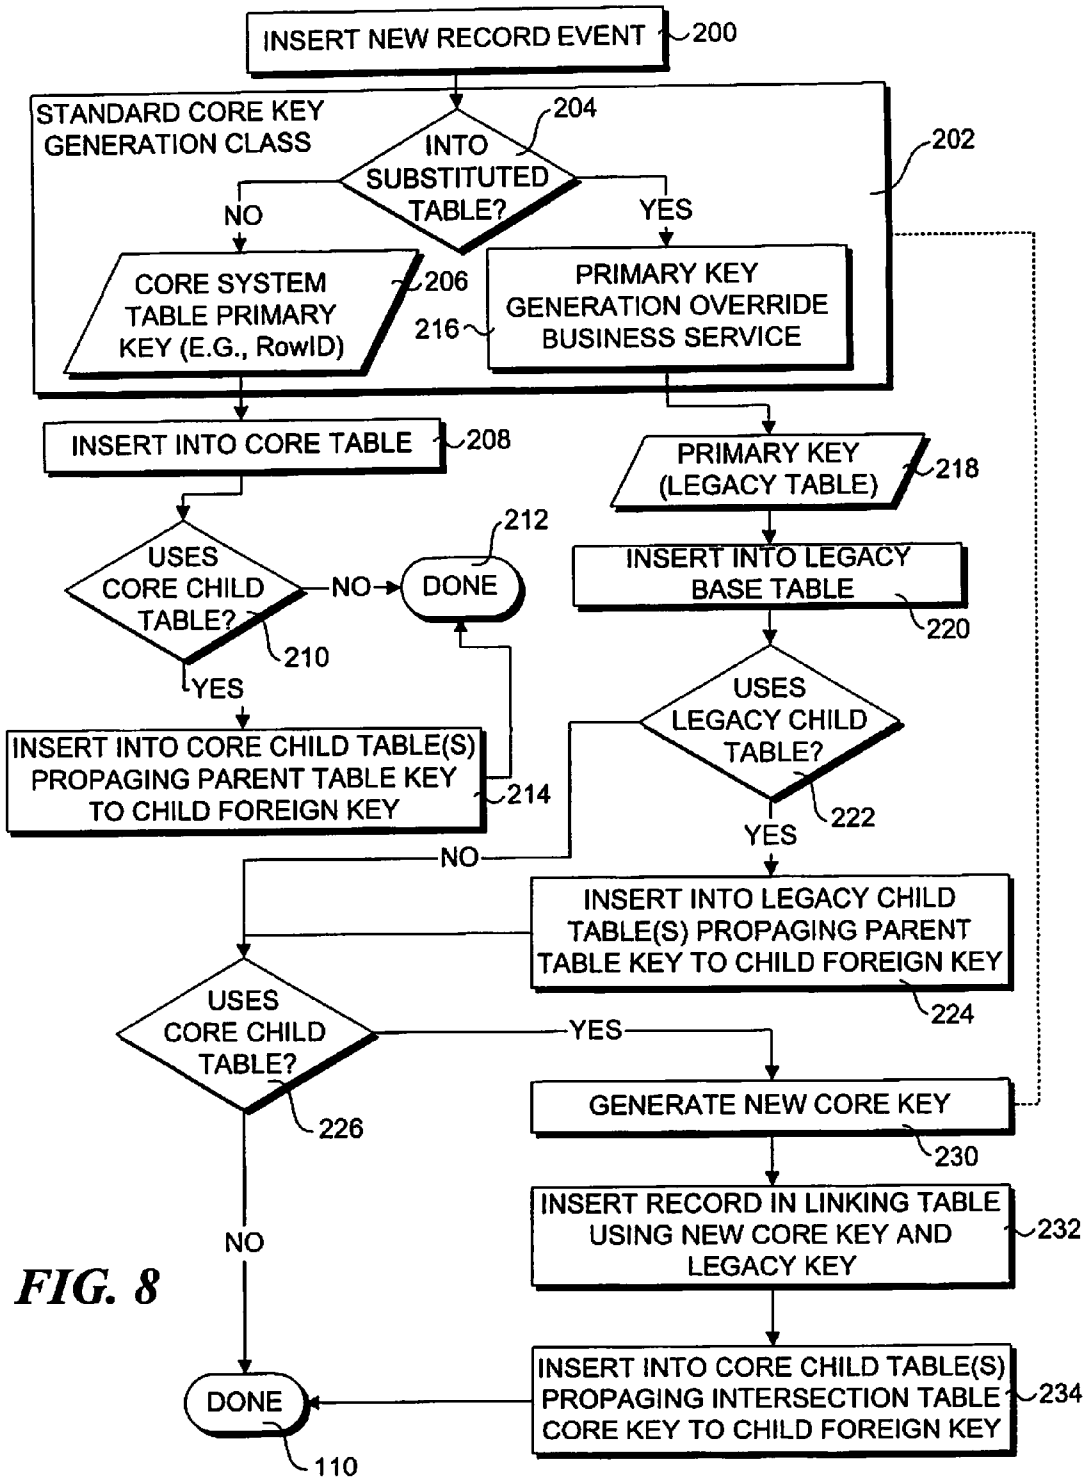 INSERT NEW RECORD EVENT
200
STANDARD CORE KEY
GENERATION CLASS
204
INTO
SUBSTITUTED
TABLE?
202
NO
YES
CORE SYSTEM
TABLE PRIMARY
KEY (E.G., RowID)
206
216
PRIMARY KEY
GENERATION OVERRIDE
BUSINESS SERVICE
INSERT INTO CORE TABLE
208
PRIMARY KEY
(LEGACY TABLE)
218
212
USES
CORE CHILD
TABLE?
NO
DONE
210
INSERT INTO LEGACY
BASE TABLE
220
YES
USES
LEGACY CHILD
TABLE?
222
INSERT INTO CORE CHILD TABLE(S)
PROPAGING PARENT TABLE KEY
TO CHILD FOREIGN KEY
214
YES
NO
INSERT INTO LEGACY CHILD
TABLE(S) PROPAGING PARENT
TABLE KEY TO CHILD FOREIGN KEY
224
USES
CORE CHILD
TABLE?
226
YES
GENERATE NEW CORE KEY
230
INSERT RECORD IN LINKING TABLE
USING NEW CORE KEY AND
LEGACY KEY
232
NO
FIG. 8
INSERT INTO CORE CHILD TABLE(S)
PROPAGING INTERSECTION TABLE
CORE KEY TO CHILD FOREIGN KEY
234
DONE
110